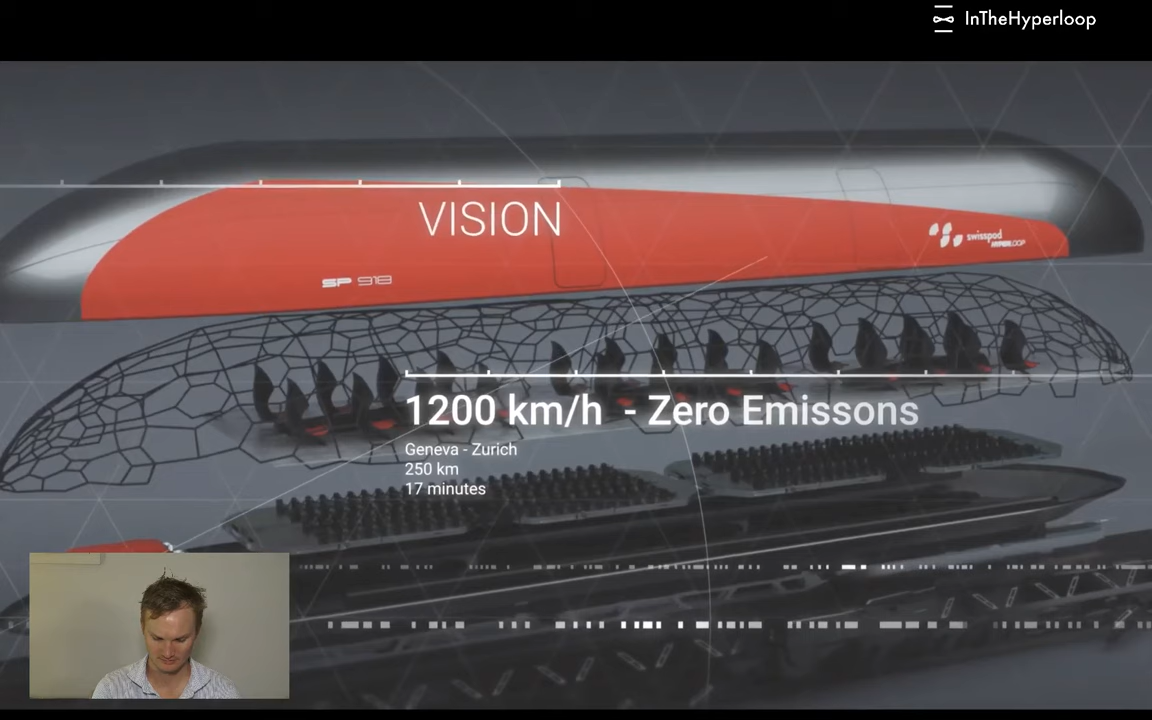 InTheHyperloop
VISION
swisspod
HYPERLOOP
SP 918
1200 km/h - Zero Emissons
Geneva - Zurich
250 km
17 minutes